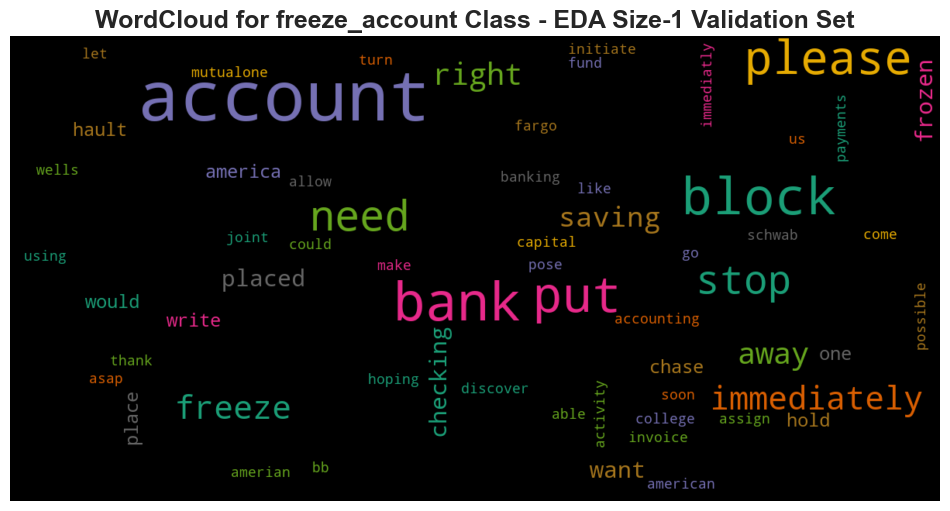 WordCloud for freeze_account Class - EDA Size-1 Validation Set
let
mutualone
turn
initiate
fund
right
please
immediatly
frozen
account
hault
fargo
payments
us
wells
america
allow
banking
like
block
need
saving
joint
could
capital
schwab
come
using
make
pose
go
placed
stop
would
bank
put
write
accounting
possible
checking
away
one
thank
asap
hoping
discover
chase
soon
immediately
place
freeze
able
activity
college
assign
hold
invoice
amerian
bb
want
american